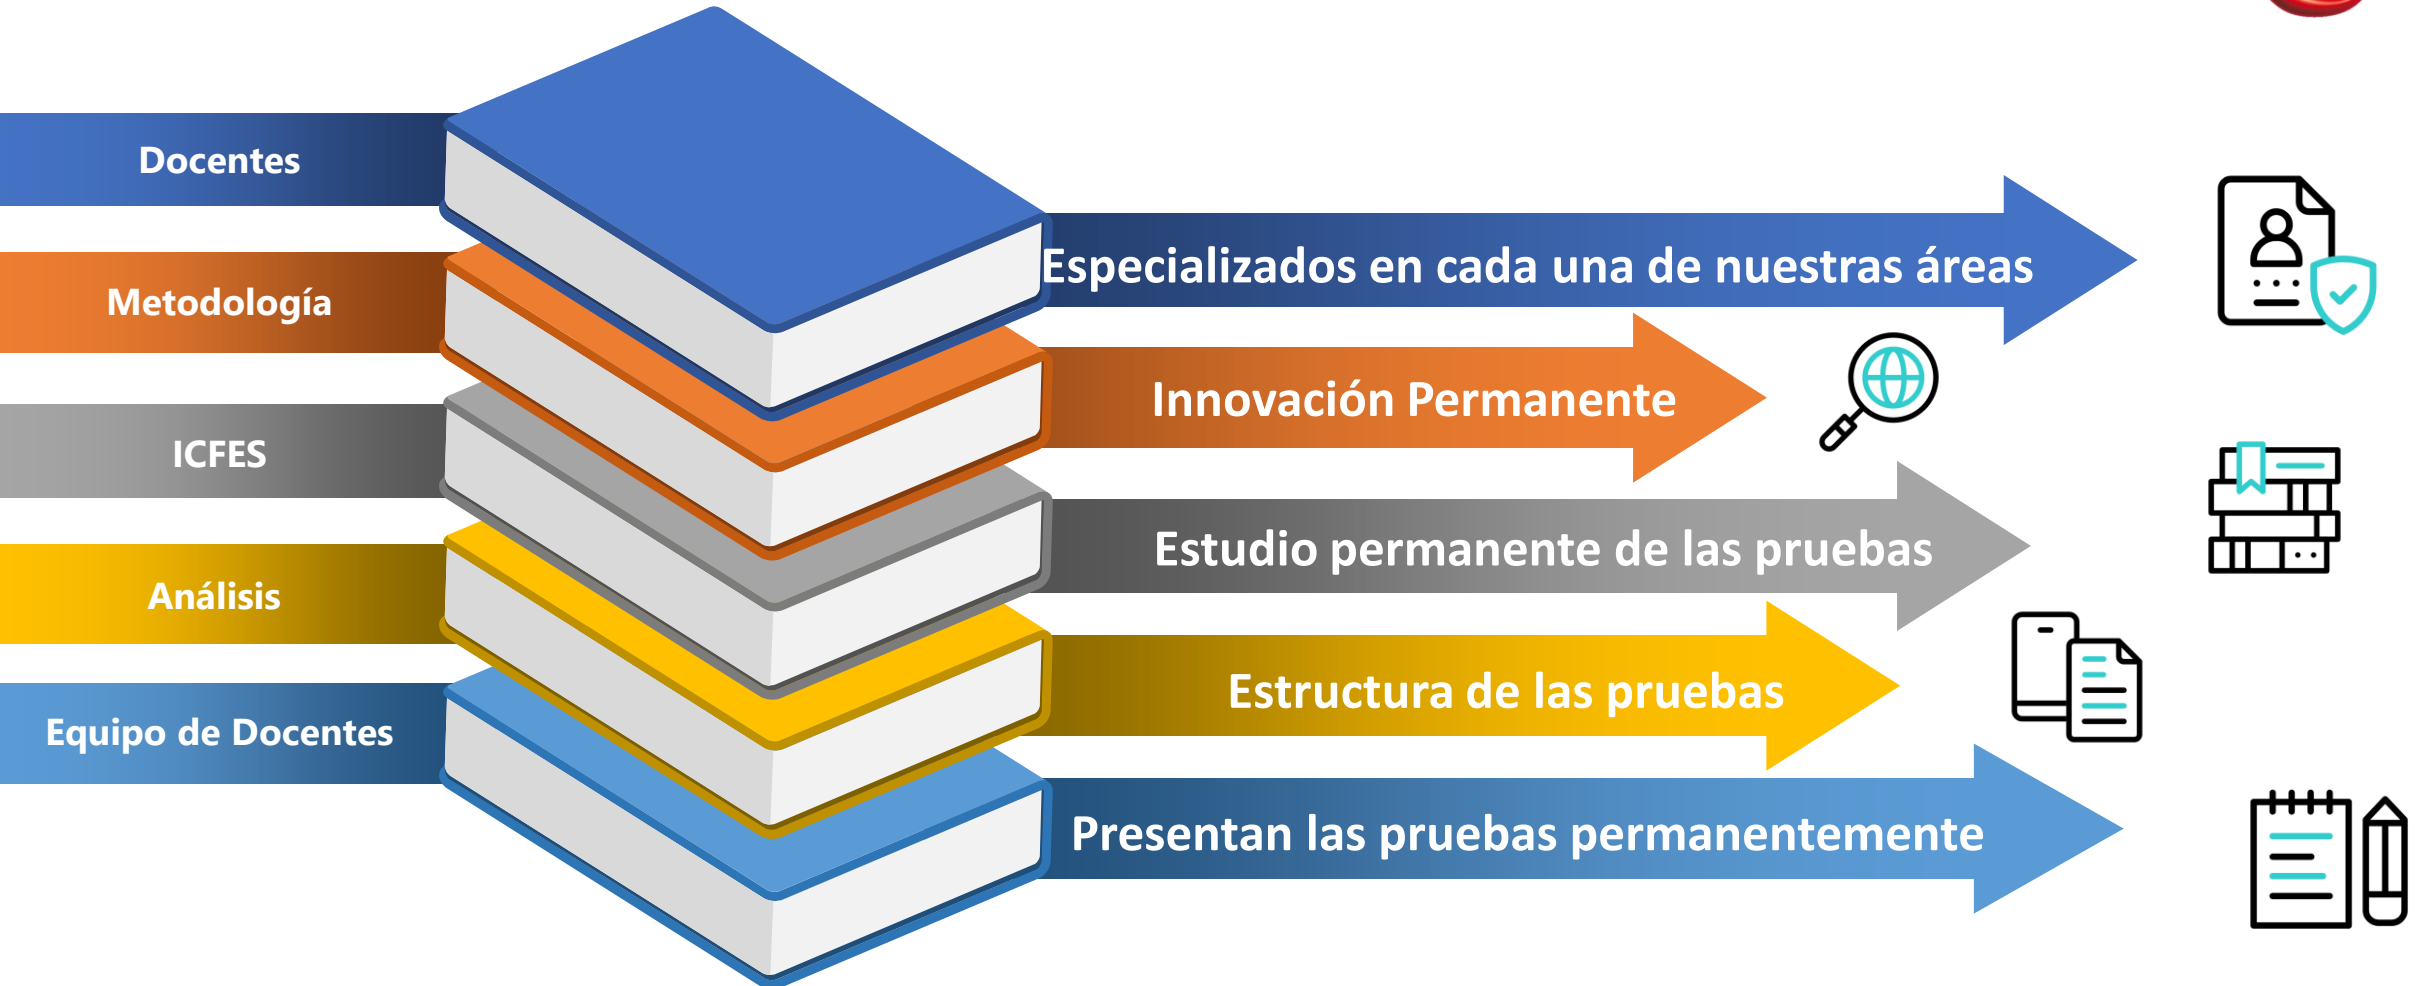 Docentes
Especializados en cada una de nuestras áreas
Metodología
Innovación Permanente
ICFES
Estudio permanente de las pruebas
Análisis
Estructura de las pruebas
Equipo de Docentes
Presentan las pruebas permanentemente